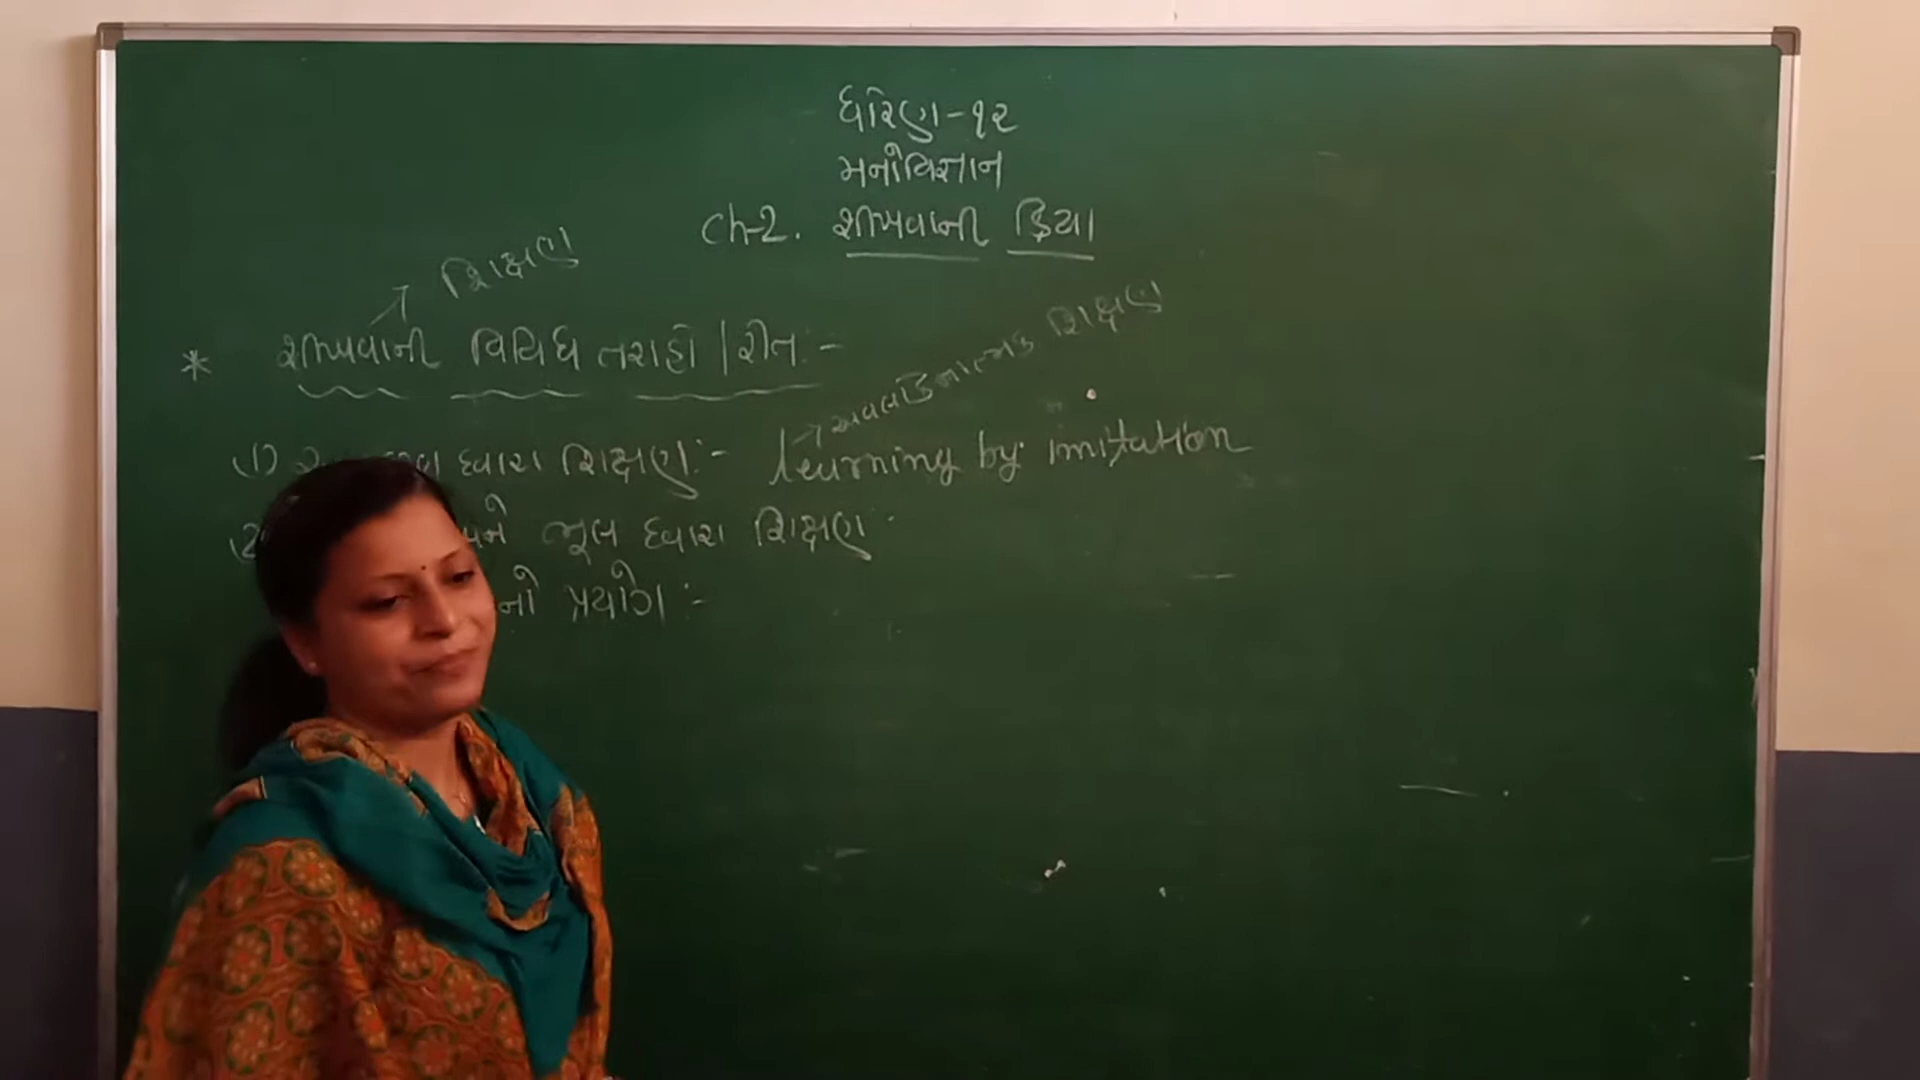 ધોરણ-૧૨
મનોવિજ્ઞાન
Ch-2. શીખવાની ક્રિયા
શિક્ષણ
* શીખવાની વિવિધ તરાહો / રીત :-
અવલોકનાત્મક શિક્ષણ
(1) દ્વારા શિક્ષણ :- learning by imitation
(2) અને ભૂલ દ્વારા શિક્ષણ
નો પ્રયોગ :-